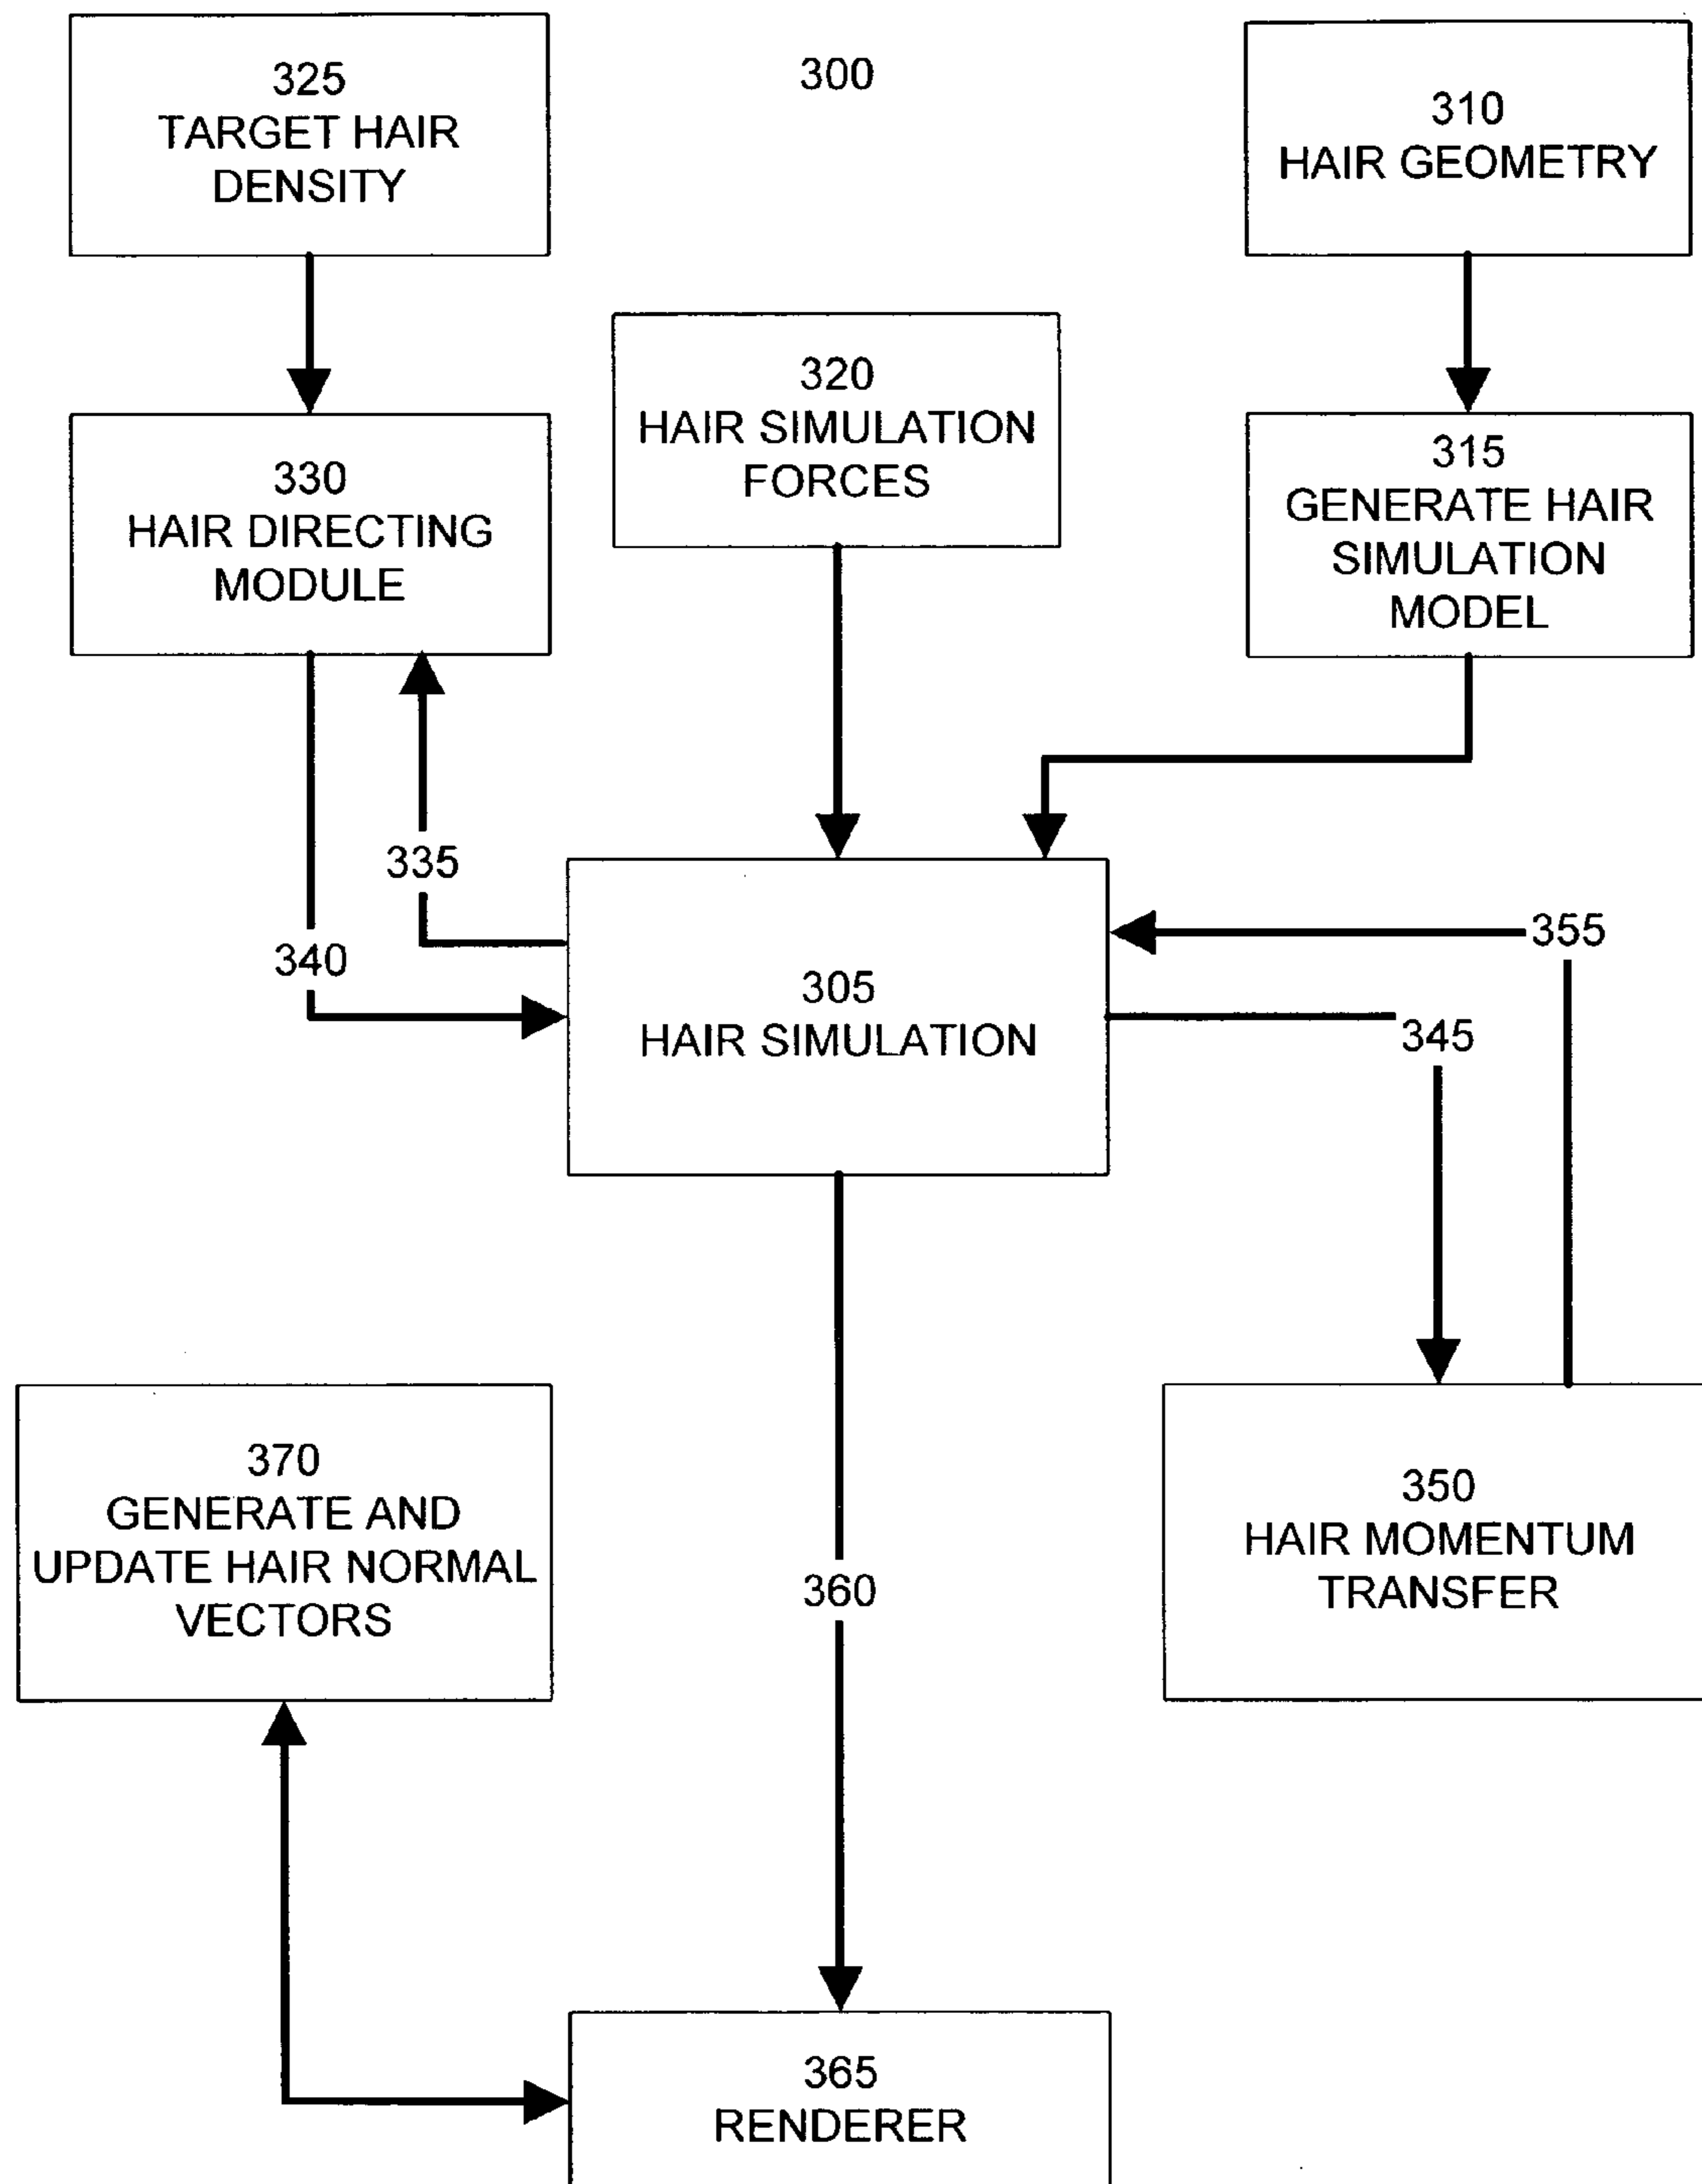 325
TARGET HAIR
DENSITY
300
310
HAIR GEOMETRY
320
HAIR SIMULATION
FORCES
330
HAIR DIRECTING
MODULE
315
GENERATE HAIR
SIMULATION
MODEL
335
340
305
HAIR SIMULATION
355
345
370
GENERATE AND
UPDATE HAIR NORMAL
VECTORS
360
350
HAIR MOMENTUM
TRANSFER
365
RENDERER